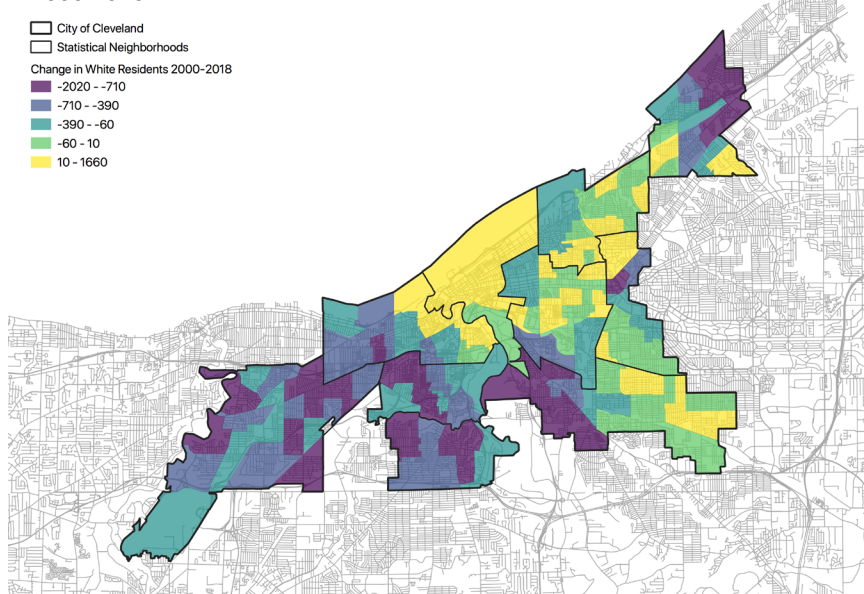 City of Cleveland
Statistical Neighborhoods
Change in White Residents 2000-2018
-2020 - -710
-710 - -390
-390 - -60
-60 - 10
10 - 1660